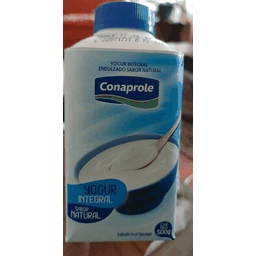 YOGUR INTEGRAL
ENDULZADO SABOR NATURAL
Conaprole
YOGUR
INTEGRAL
SABOR
NATURAL
500g